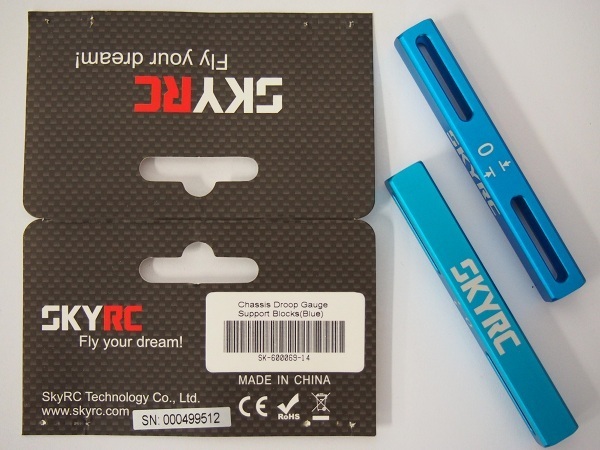 Fly your dream!
SKYRC
SKYRC
Fly your dream!
Chassis Droop Gauge
Support Blocks(Blue)
SK-600069-14
MADE IN CHINA
SkyRC Technology Co., Ltd.
www.skyrc.com
SN: 000499512
CE
RoHS
SKYRC
0
SKYRC